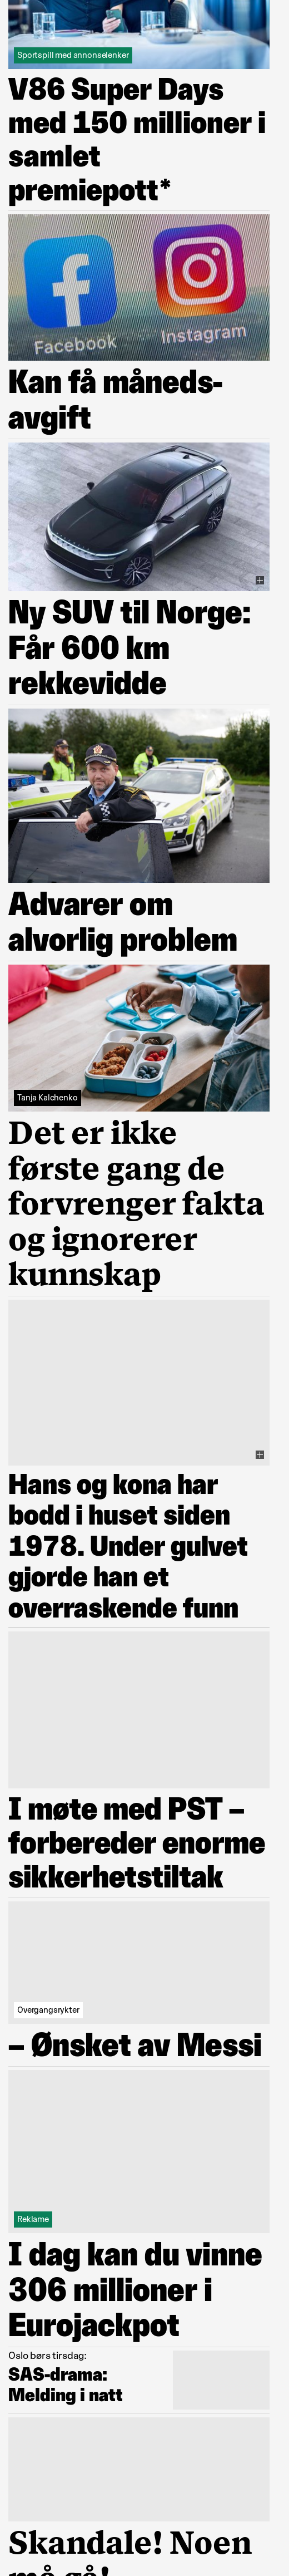 Sportspill med annonselenker
V86 Super Days
med 150 millioner i
samlet
premiepott*
Facebook
Instagram
Kan få måneds-
avgift
Ny SUV til Norge:
Får 600 km
rekkevidde
Advarer om
alvorlig problem
Tanja Kalchenko
Det er ikke
første gang de
forvrenger fakta
og ignorerer
kunnskap
Hans og kona har
bodd i huset siden
1978. Under gulvet
gjorde han et
overraskende funn
I møte med PST –
forbereder enorme
sikkerhetstiltak
Overgangsrykter
– Ønsket av Messi
Reklame
I dag kan du vinne
306 millioner i
Eurojackpot
Oslo børs tirsdag:
SAS-drama:
Melding i natt
Skandale! Noen
må gå!